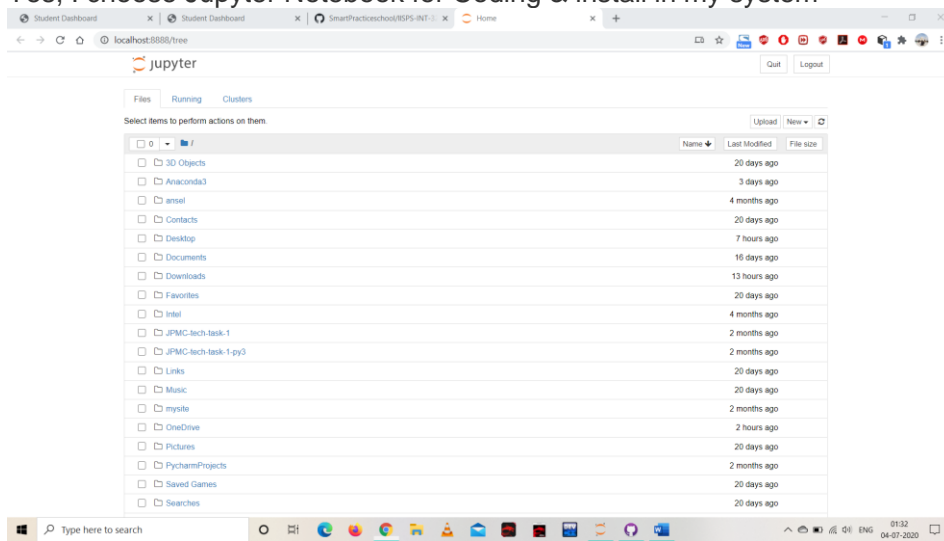 Yes, I choose Jupyter Notebook for Coding & install in my system
Student Dashboard Student Dashboard SmartPracticeschool/IISPS-INT-3 Home
localhost:8888/tree
jupyter Quit Logout
Files Running Clusters
Select items to perform actions on them. Upload New
0 / Name Last Modified File size
3D Objects 20 days ago
Anaconda3 3 days ago
ansel 4 months ago
Contacts 20 days ago
Desktop 7 hours ago
Documents 16 days ago
Downloads 13 hours ago
Favorites 20 days ago
Intel 4 months ago
JPMC-tech-task-1 2 months ago
JPMC-tech-task-1-py3 2 months ago
Links 20 days ago
Music 20 days ago
mysite 2 months ago
OneDrive 2 hours ago
Pictures 20 days ago
PycharmProjects 2 months ago
Saved Games 20 days ago
Searches 20 days ago
Type here to search ENG 01:32
04-07-2020